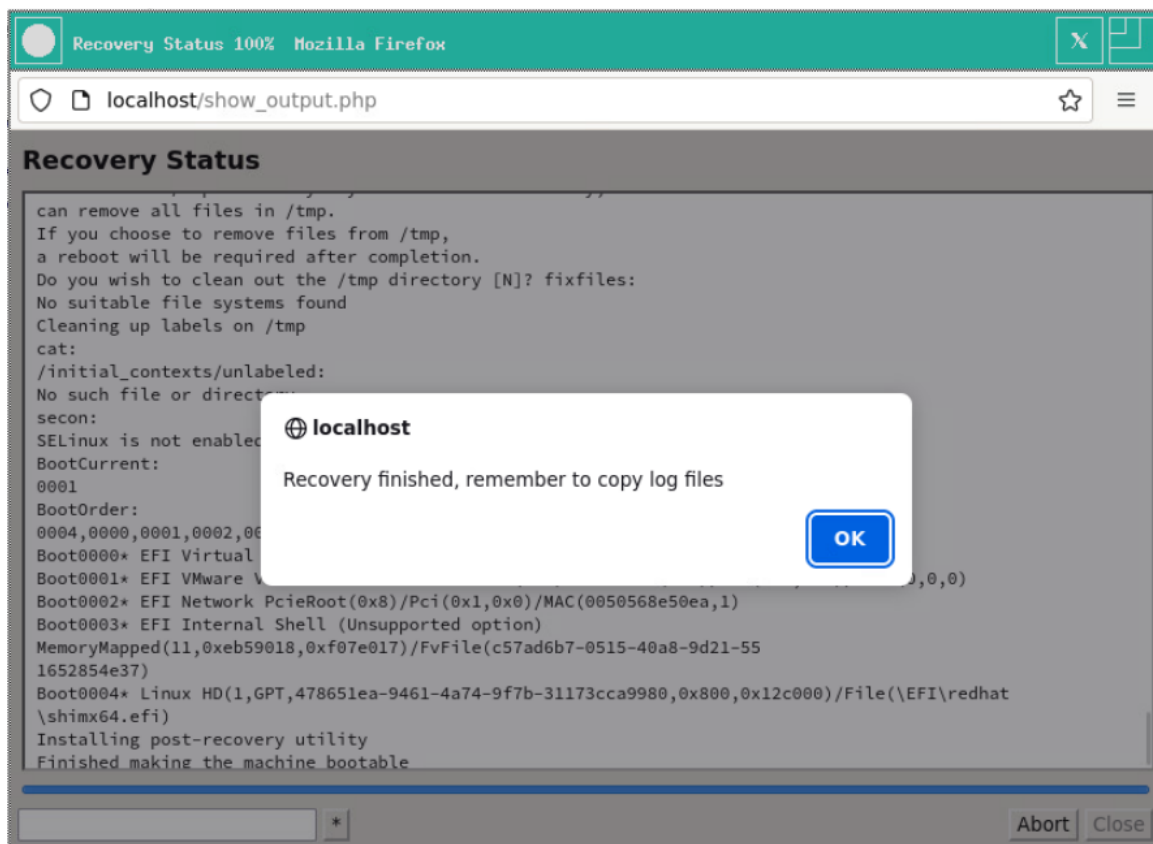 Recovery Status 100% Mozilla Firefox
X
localhost/show_output.php
Recovery Status
can remove all files in /tmp.
If you choose to remove files from /tmp,
a reboot will be required after completion.
Do you wish to clean out the /tmp directory [N]? fixfiles:
No suitable file systems found
Cleaning up labels on /tmp
cat:
/initial_contexts/unlabeled:
No such file or directory
secon:
SELinux is not enabled
BootCurrent:
0001
BootOrder:
0004,0000,0001,0002,
Boot0000* EFI Virtual
Boot0001* EFI VMware ,0,0)
Boot0002* EFI Network PcieRoot(0x8)/Pci(0x1,0x0)/MAC(0050568e50ea,1)
Boot0003* EFI Internal Shell (Unsupported option)
MemoryMapped(11,0xeb59018,0xf07e017)/FvFile(c57ad6b7-0515-40a8-9d21-55
1652854e37)
Boot0004* Linux HD(1,GPT,478651ea-9461-4a74-9f7b-31173cca9980,0x800,0x12c000)/File(\EFI\redhat
\shimx64.efi)
Installing post-recovery utility
Finished making the machine bootable
localhost
Recovery finished, remember to copy log files
OK
*
Abort Close